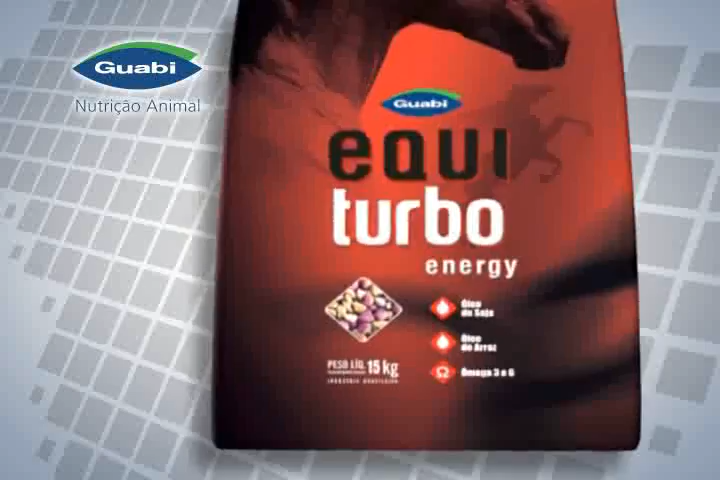 Guabi
Nutrição Animal
Guabi
equi
turbo
energy
Óleo
de Soja
Óleo
de Arroz
Ômega 3 e 6
PESO LÍQ. 15 kg
INDÚSTRIA BRASILEIRA